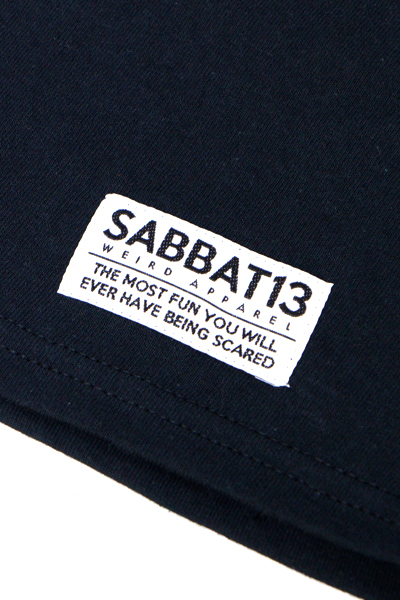 SABBAT13
WEIRD APPAREL
THE MOST FUN YOU WILL
EVER HAVE BEING SCARED